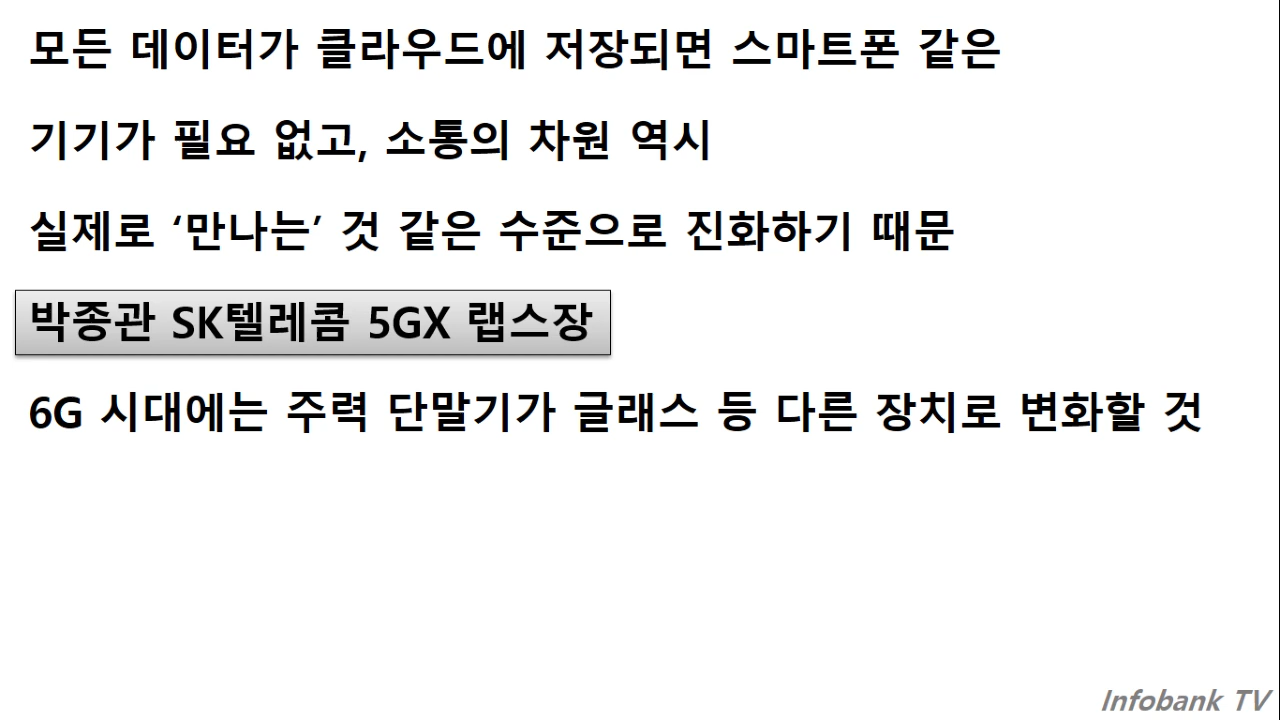 모든 데이터가 클라우드에 저장되면 스마트폰 같은
기기가 필요 없고, 소통의 차원 역시
실제로 ‘만나는’ 것 같은 수준으로 진화하기 때문
박종관 SK텔레콤 5GX 랩스장
6G 시대에는 주력 단말기가 글래스 등 다른 장치로 변화할 것
Infobank TV